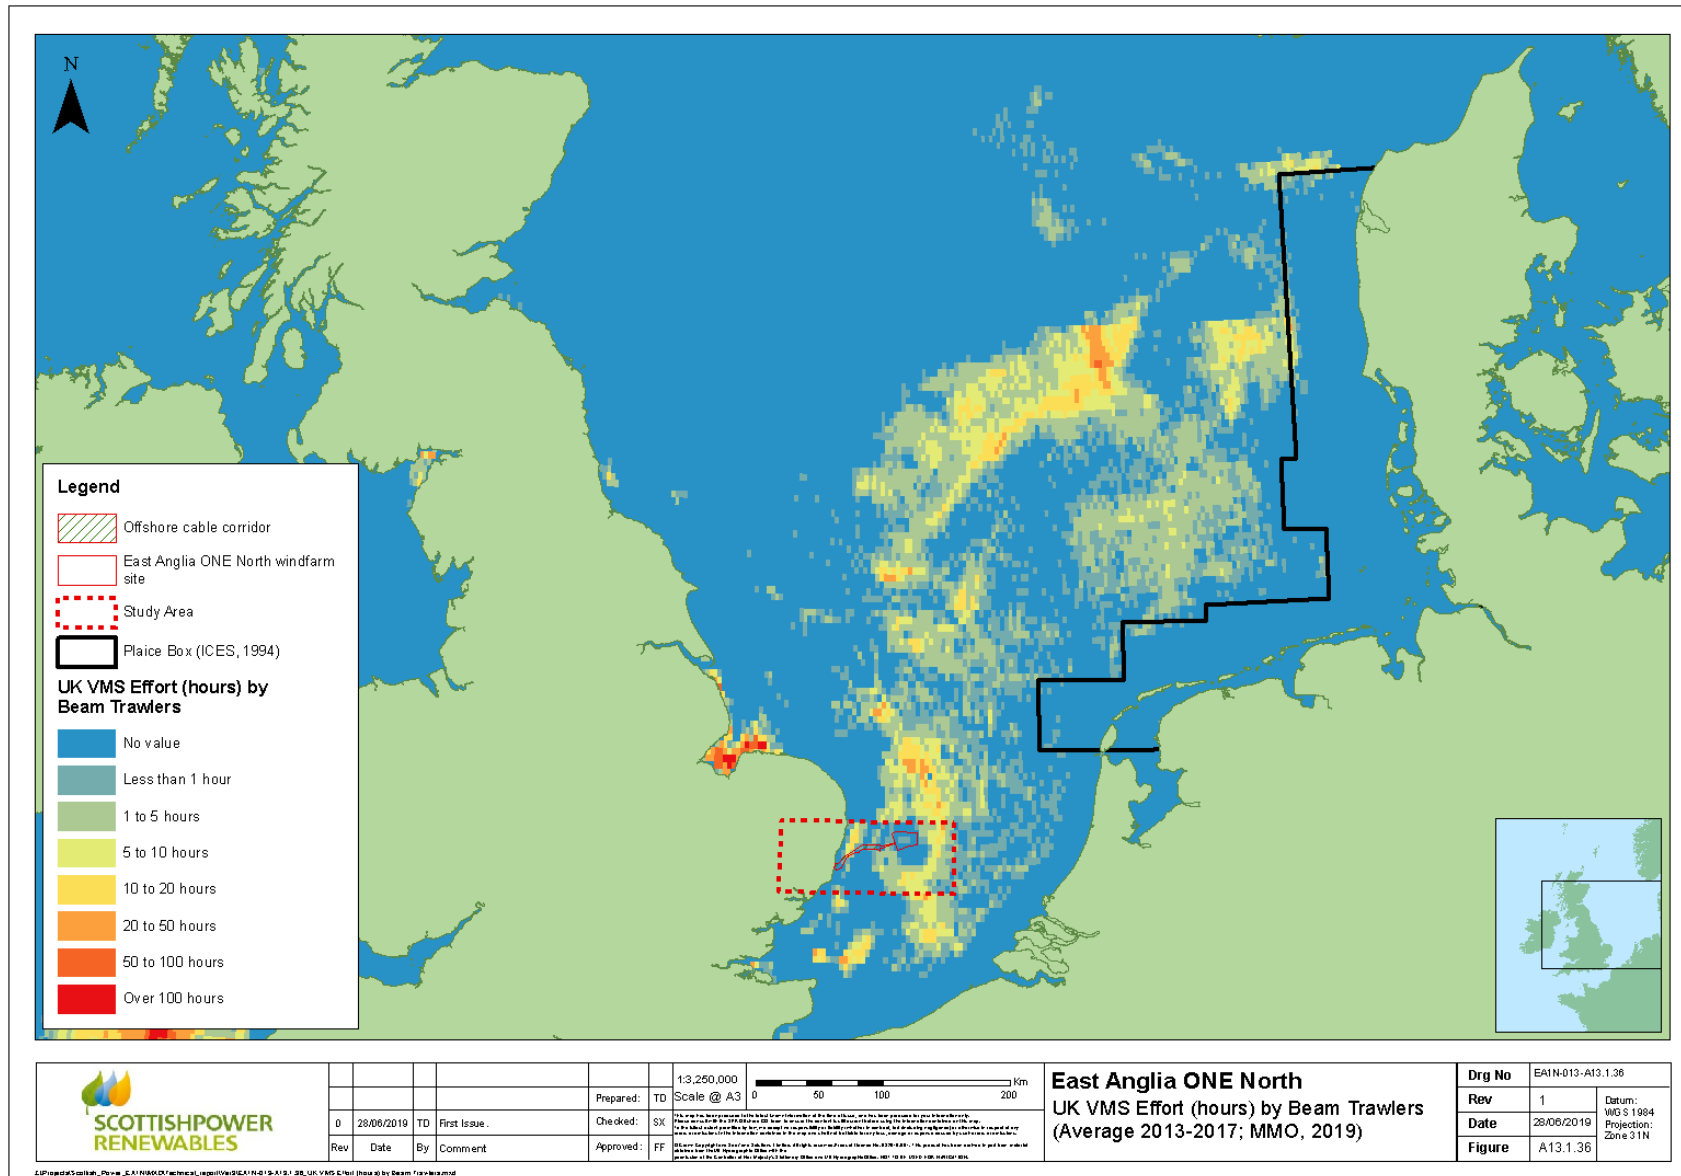 N
Legend
Offshore cable corridor
East Anglia ONE North windfarm
site
Study Area
Plaice Box (ICES, 1994)
UK VMS Effort (hours) by
Beam Trawlers
No value
Less than 1 hour
1 to 5 hours
5 to 10 hours
10 to 20 hours
20 to 50 hours
50 to 100 hours
Over 100 hours
SCOTTISHPOWER
RENEWABLES
0 28/06/2019 TD First Issue.
Rev Date By Comment
Prepared: TD
Checked: SX
Approved: FF
1:3,250,000
Scale @ A3
0 50 100 200 Km
East Anglia ONE North
UK VMS Effort (hours) by Beam Trawlers
(Average 2013-2017; MMO, 2019)
Drg No EA1N-013-A13.1.36
Rev 1
Date 28/06/2019
Figure A13.1.36
Datum:
WGS 1984
Projection:
Zone 31N